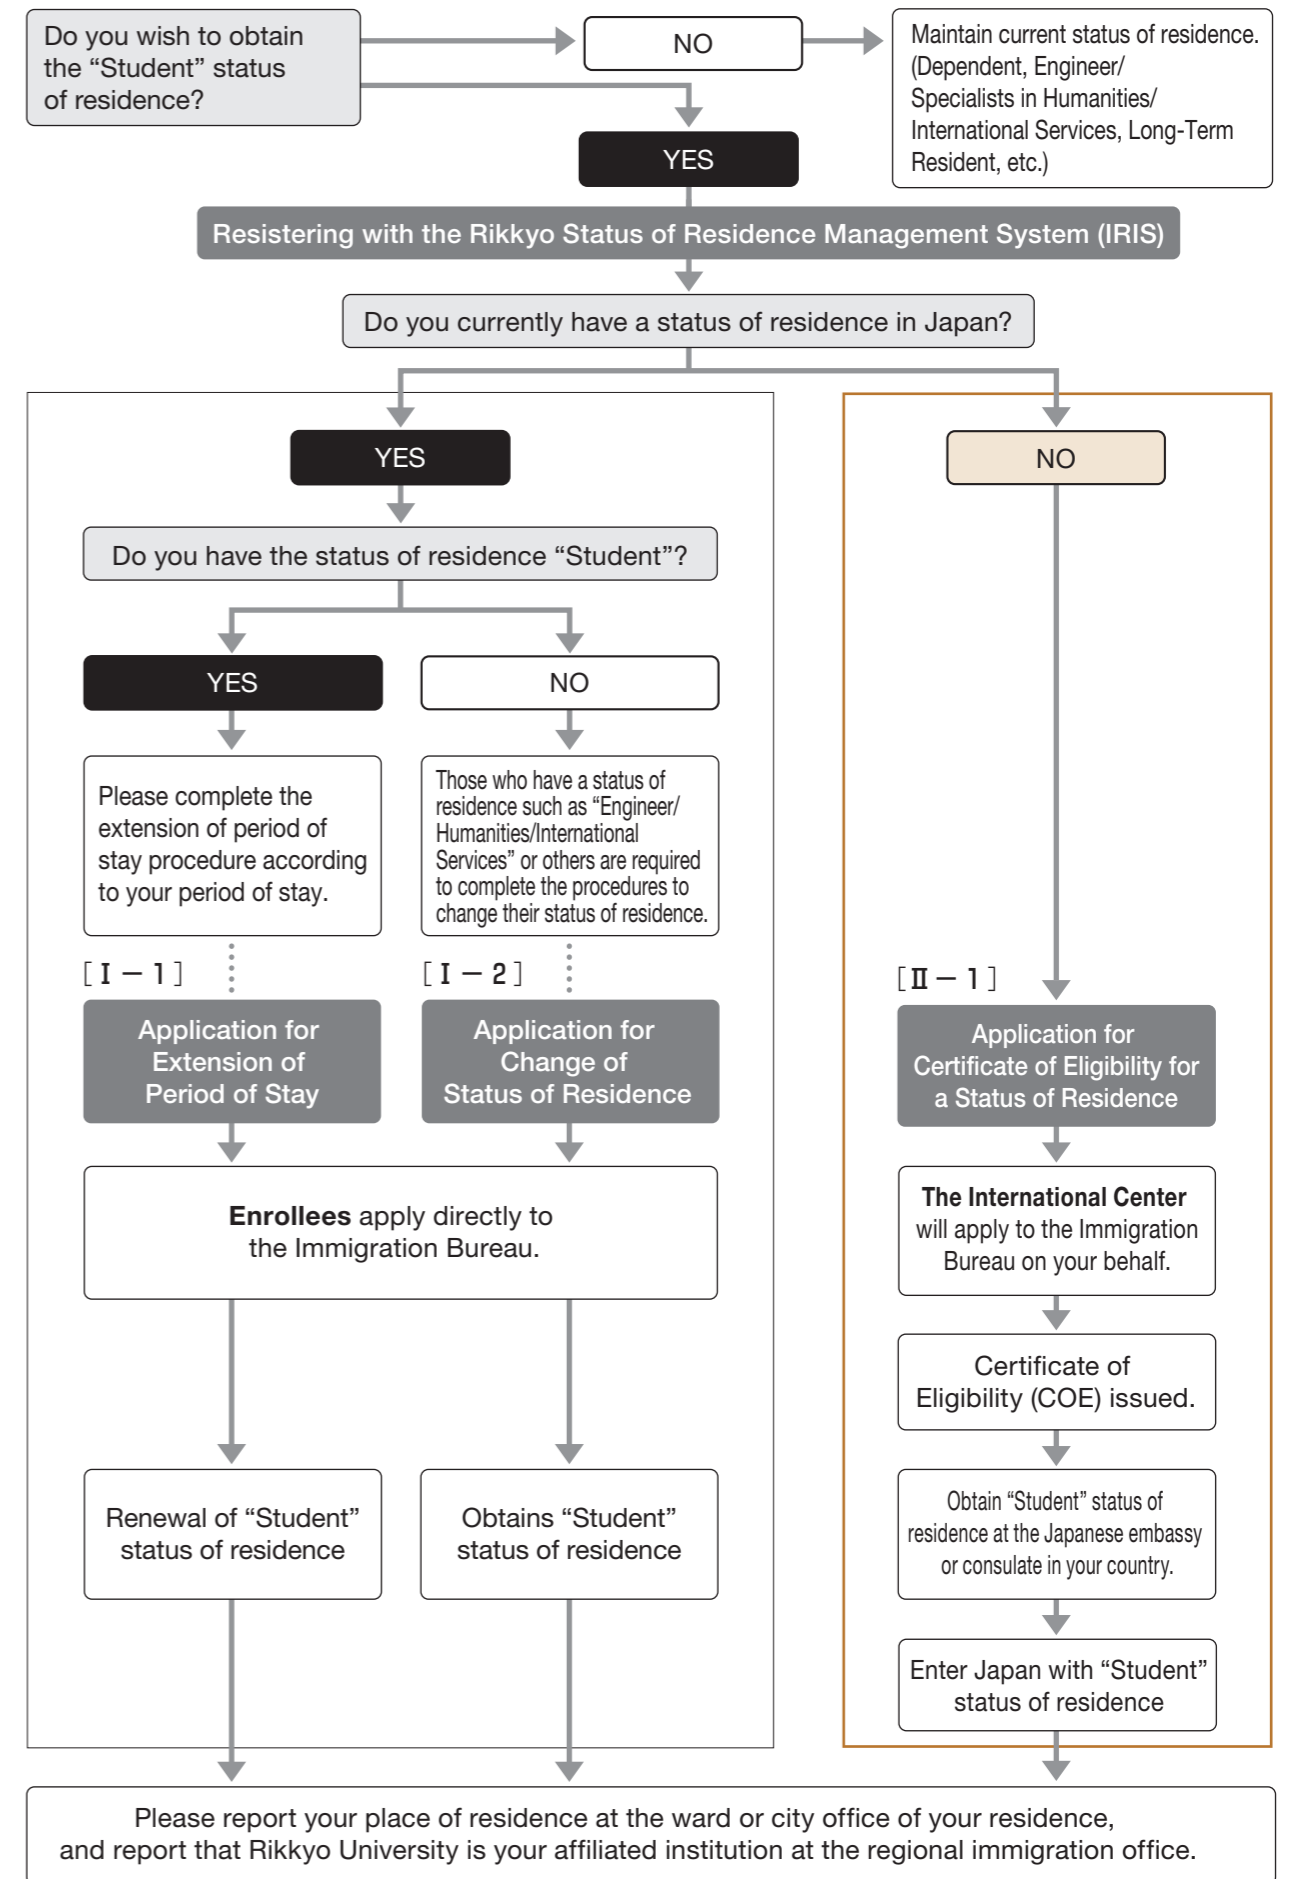 Do you wish to obtain
the “Student” status
of residence?
NO
Maintain current status of residence.
(Dependent, Engineer/
Specialists in Humanities/
International Services, Long-Term
Resident, etc.)
YES
Resistering with the Rikkyo Status of Residence Management System (IRIS)
Do you currently have a status of residence in Japan?
YES
Do you have the status of residence “Student”?
YES
Please complete the
extension of period of
stay procedure according
to your period of stay.
[Ⅰ－1]
Application for
Extension of
Period of Stay
NO
Those who have a status of
residence such as “Engineer/
Humanities/International
Services” or others are required
to complete the procedures to
change their status of residence.
[Ⅰ－2]
Application for
Change of
Status of Residence
Enrollees apply directly to
the Immigration Bureau.
Renewal of “Student”
status of residence
Obtains “Student”
status of residence
NO
[Ⅱ－1]
Application for
Certificate of Eligibility for
a Status of Residence
The International Center
will apply to the Immigration
Bureau on your behalf.
Certificate of
Eligibility (COE) issued.
Obtain “Student” status of
residence at the Japanese embassy
or consulate in your country.
Enter Japan with “Student”
status of residence
Please report your place of residence at the ward or city office of your residence,
and report that Rikkyo University is your affiliated institution at the regional immigration office.